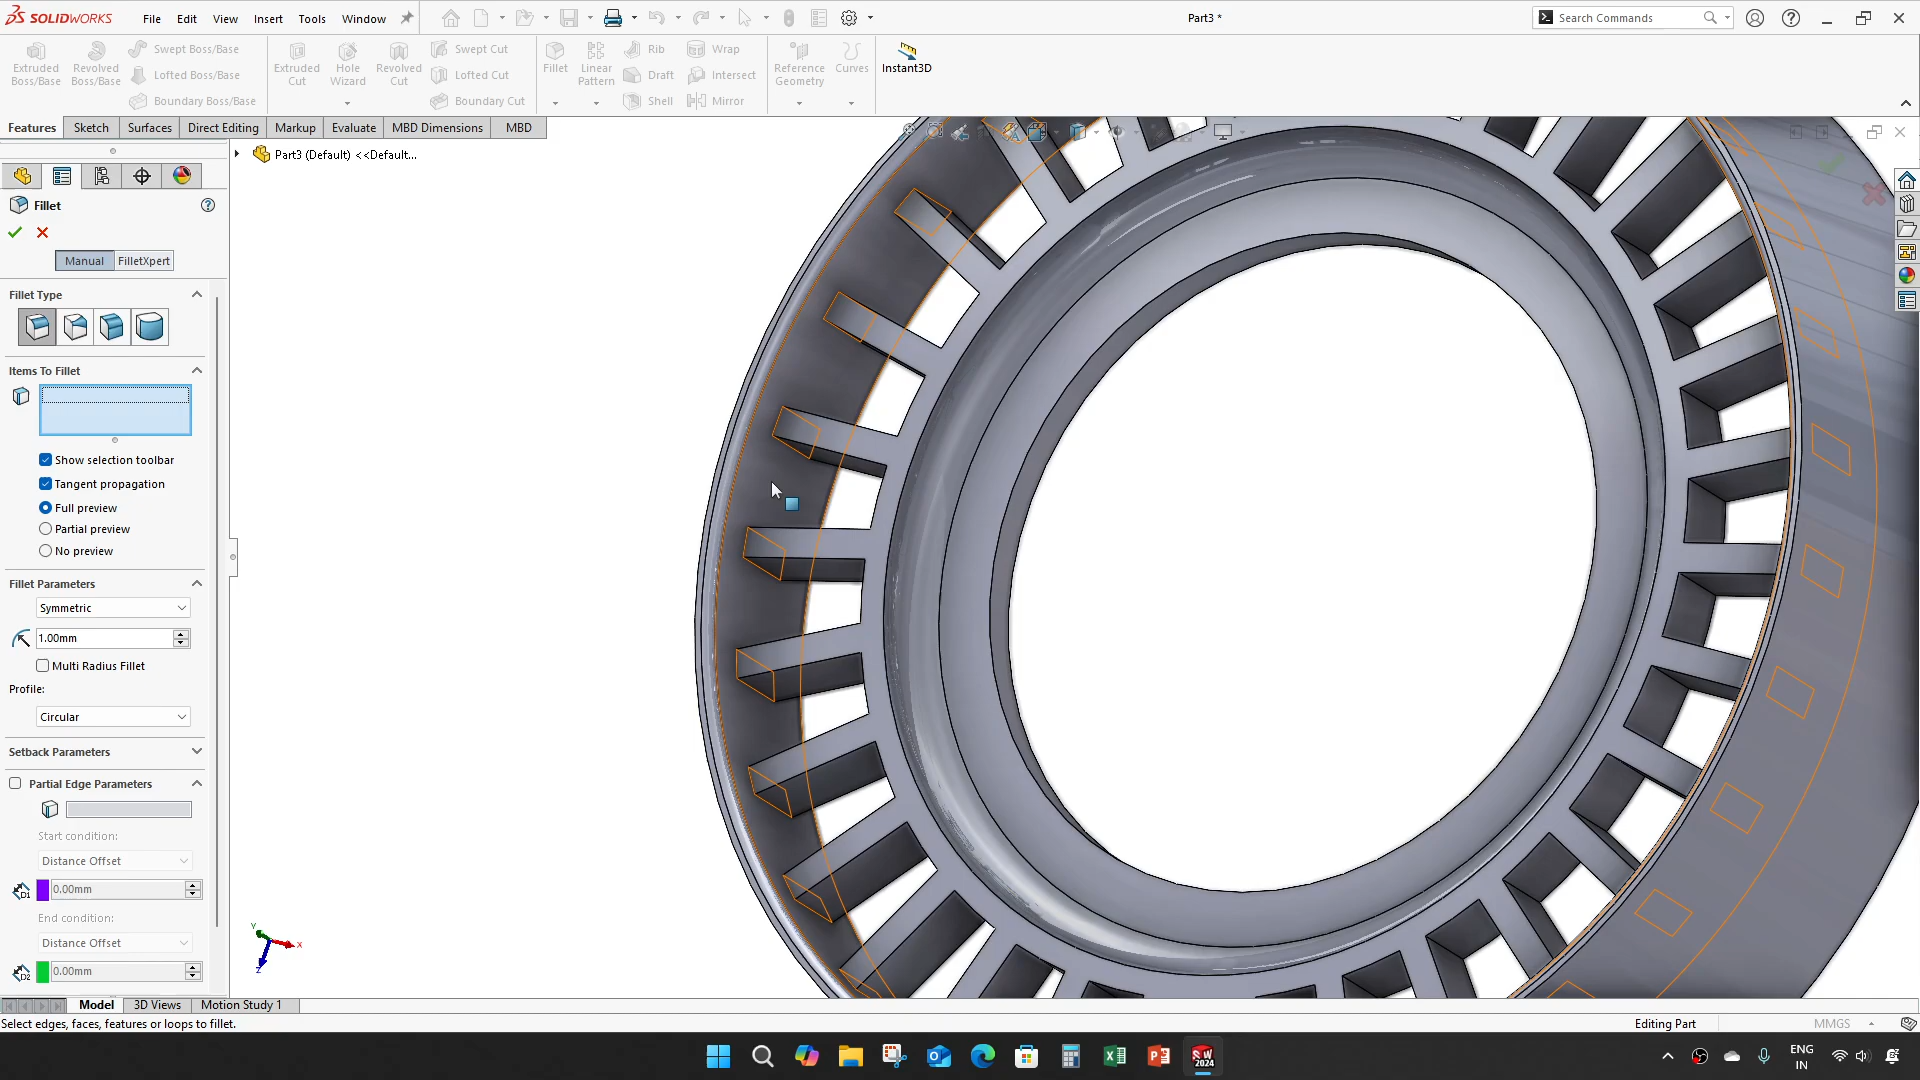 SOLIDWORKS
File
Edit
View
Insert
Tools
Window
Part3 *
Search Commands
Extruded Boss/Base
Revolved Boss/Base
Swept Boss/Base
Lofted Boss/Base
Boundary Boss/Base
Extruded Cut
Hole Wizard
Revolved Cut
Swept Cut
Lofted Cut
Boundary Cut
Fillet
Linear Pattern
Rib
Draft
Shell
Wrap
Intersect
Mirror
Reference Geometry
Curves
Instant3D
Features
Sketch
Surfaces
Direct Editing
Markup
Evaluate
MBD Dimensions
MBD
Part3 (Default) <<Default...
Fillet
Manual
FilletXpert
Fillet Type
Items To Fillet
Show selection toolbar
Tangent propagation
Full preview
Partial preview
No preview
Fillet Parameters
Symmetric
1.00mm
Multi Radius Fillet
Profile:
Circular
Setback Parameters
Partial Edge Parameters
Start condition:
Distance Offset
D1
0.00mm
End condition:
Distance Offset
D2
0.00mm
Y
X
Z
Model
3D Views
Motion Study 1
Select edges, faces, features or loops to fillet.
Editing Part
MMGS
SW
2024
ENG
IN